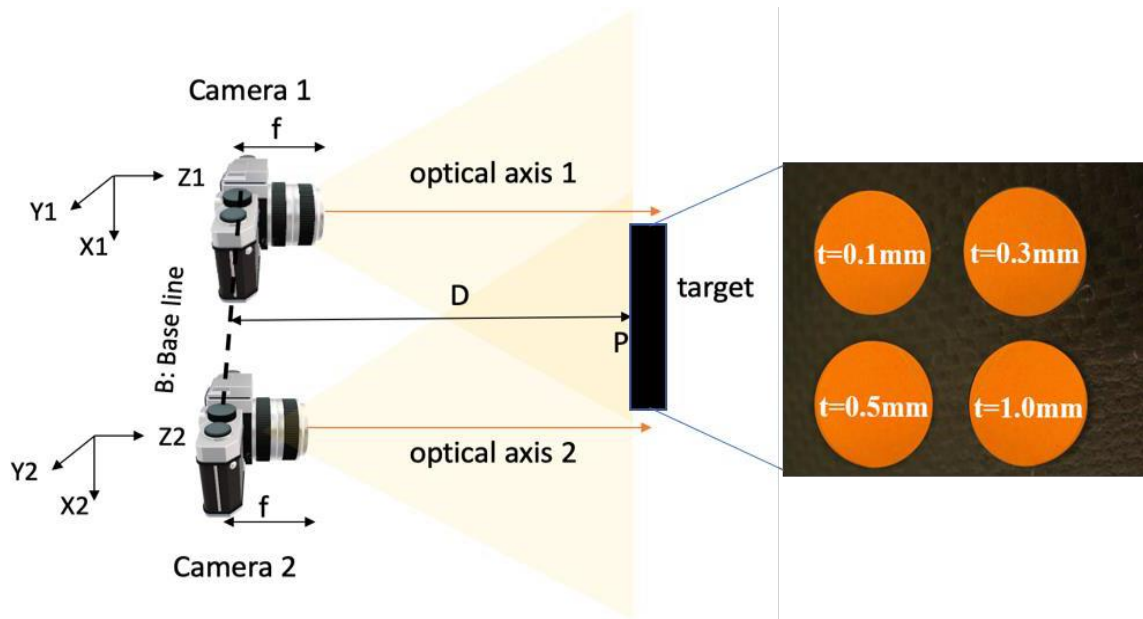 Camera 1
f
Z1
Y1
X1
optical axis 1
B: Base line
D
P
target
Z2
Y2
X2
optical axis 2
f
Camera 2
t=0.1mm
t=0.3mm
t=0.5mm
t=1.0mm